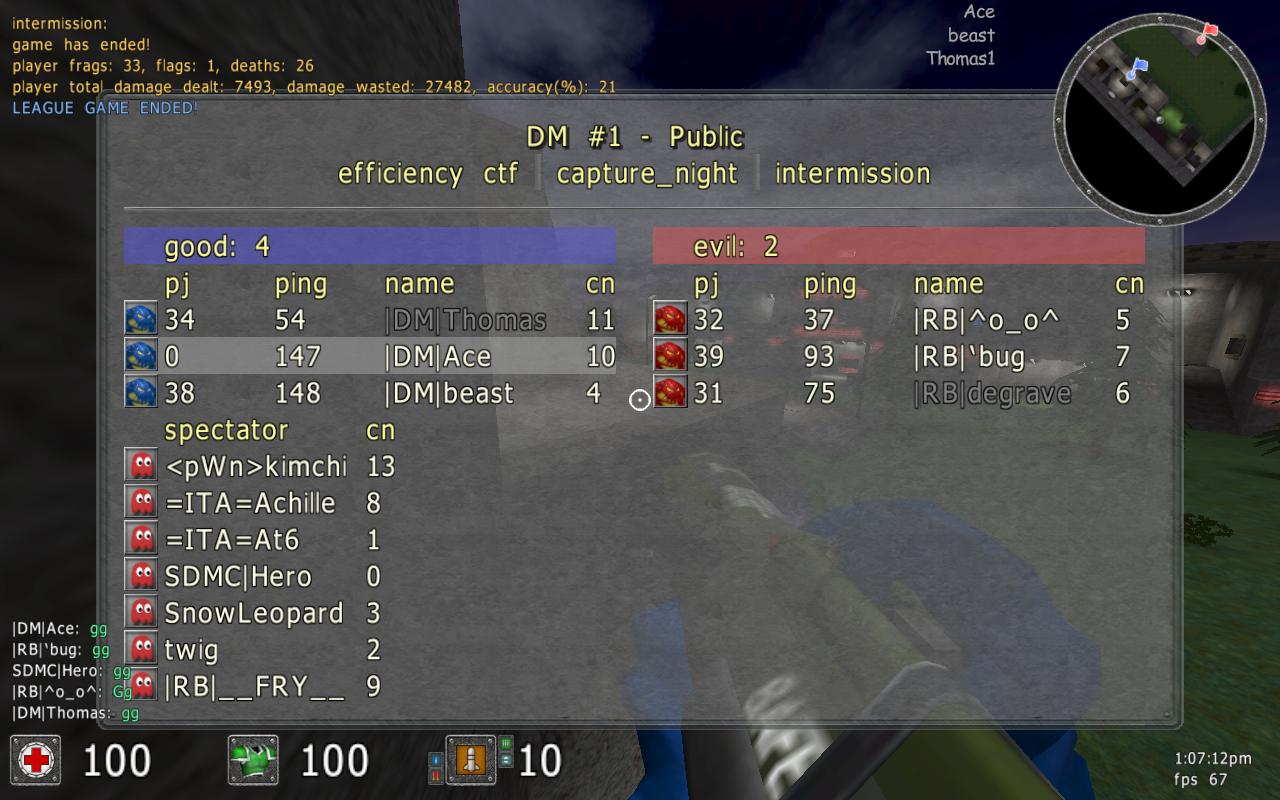 intermission:
game has ended!
player frags: 33, flags: 1, deaths: 26
player total damage dealt: 7493, damage wasted: 27482, accuracy(%): 21
LEAGUE GAME ENDED!
Ace
beast
Thomas1
DM #1 - Public
efficiency ctf capture_night intermission
good: 4
pj ping name cn
34 54 |DM|Thomas 11
0 147 |DM|Ace 10
38 148 |DM|beast 4
evil: 2
pj ping name cn
32 37 |RB|^o_o^ 5
39 93 |RB|'bug 7
31 75 |RB|degrave 6
spectator cn
<pWn>kimchi 13
=ITA=Achille 8
=ITA=At6 1
SDMC|Hero 0
SnowLeopard 3
twig 2
|RB|__FRY__ 9
|DM|Ace: gg
|RB|'bug: gg
SDMC|Hero: gg
|RB|^o_o^: Gg
|DM|Thomas: gg
100 100 10
1:07:12pm
fps 67